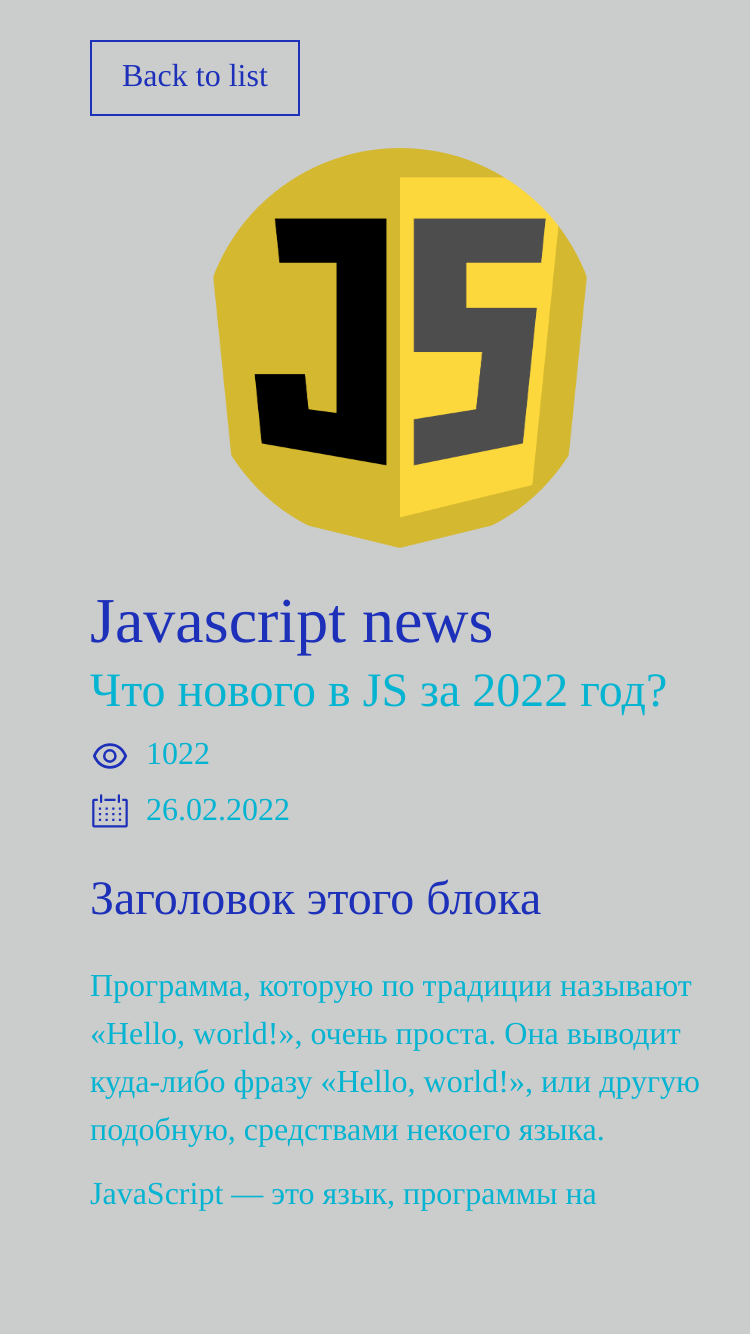 Back to list
JS
Javascript news
Что нового в JS за 2022 год?
1022
26.02.2022
Заголовок этого блока
Программа, которую по традиции называют
«Hello, world!», очень проста. Она выводит
куда-либо фразу «Hello, world!», или другую
подобную, средствами некоего языка.
JavaScript — это язык, программы на